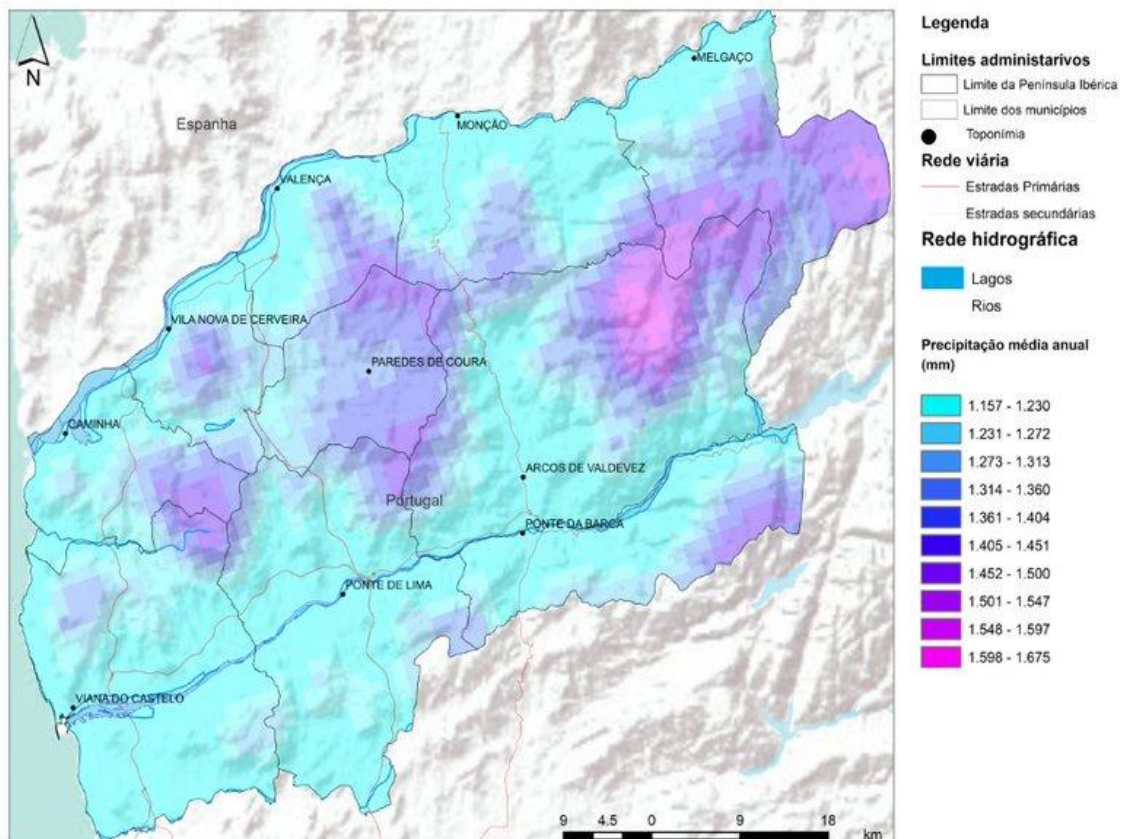 N
Espanha
MELGAÇO
MONÇÃO
VALENÇA
VILA NOVA DE CERVEIRA
PAREDES DE COURA
CAMINHA
ARCOS DE VALDEVEZ
Portugal
PONTE DA BARCA
PONTE DE LIMA
VIANA DO CASTELO
9 4.5 0 9 18
km
Legenda
Limites administarivos
Limite da Península Ibérica
Limite dos municípios
Toponímia
Rede viária
Estradas Primárias
Estradas secundárias
Rede hidrográfica
Lagos
Rios
Precipitação média anual
(mm)
1.157 - 1.230
1.231 - 1.272
1.273 - 1.313
1.314 - 1.360
1.361 - 1.404
1.405 - 1.451
1.452 - 1.500
1.501 - 1.547
1.548 - 1.597
1.598 - 1.675